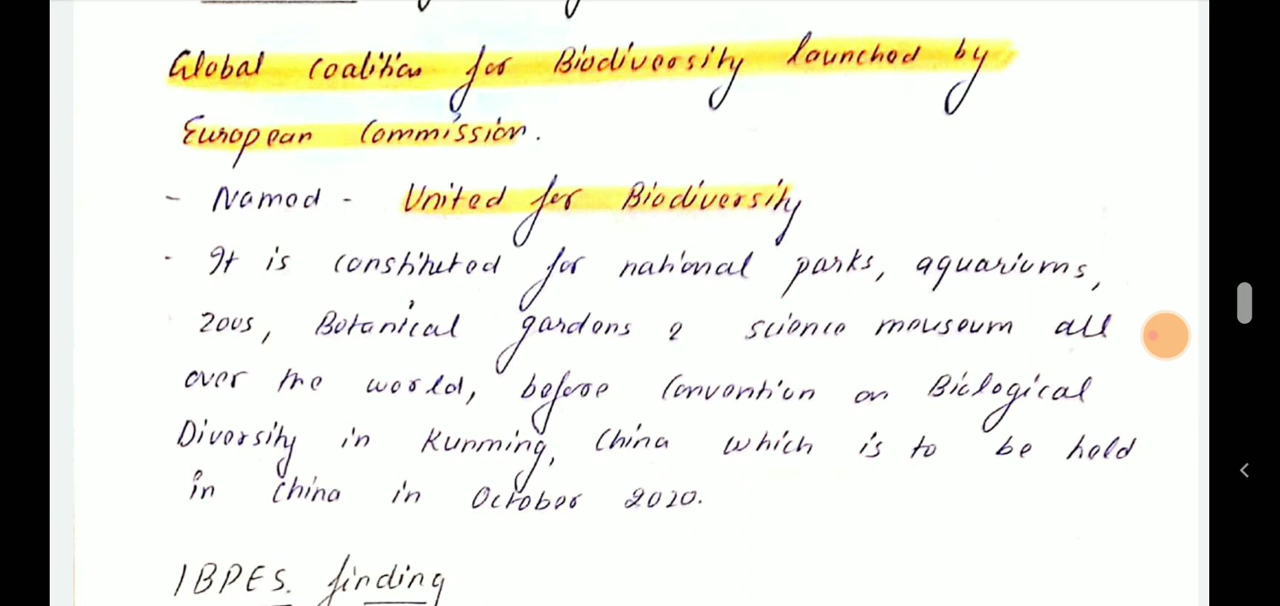 Global Coalition for Biodiversity launched by
European Commission.
- Named - United for Biodiversity
- It is constituted for national parks, aquariums,
Zoos, Botanical gardens & science mouseum all
over the world, before Convention on Biological
Diversity in Kunming, China which is to be held
in China in October 2020.
IBPES. finding